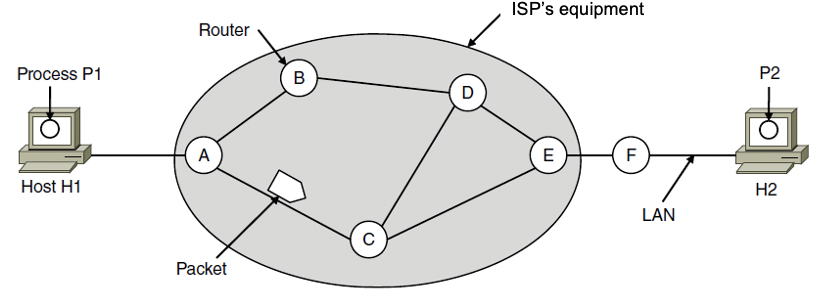 ISP's equipment
Router
Process P1
P2
B
D
A
E
F
Host H1
H2
LAN
C
Packet